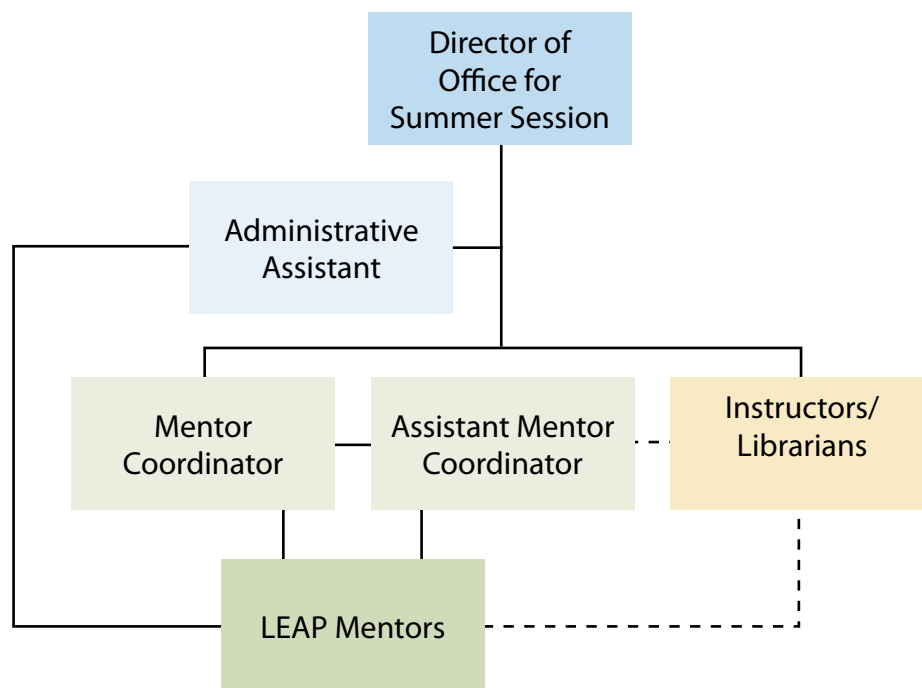 Director of
Office for
Summer Session
Administrative
Assistant
Mentor
Coordinator
Assistant Mentor
Coordinator
Instructors/
Librarians
LEAP Mentors